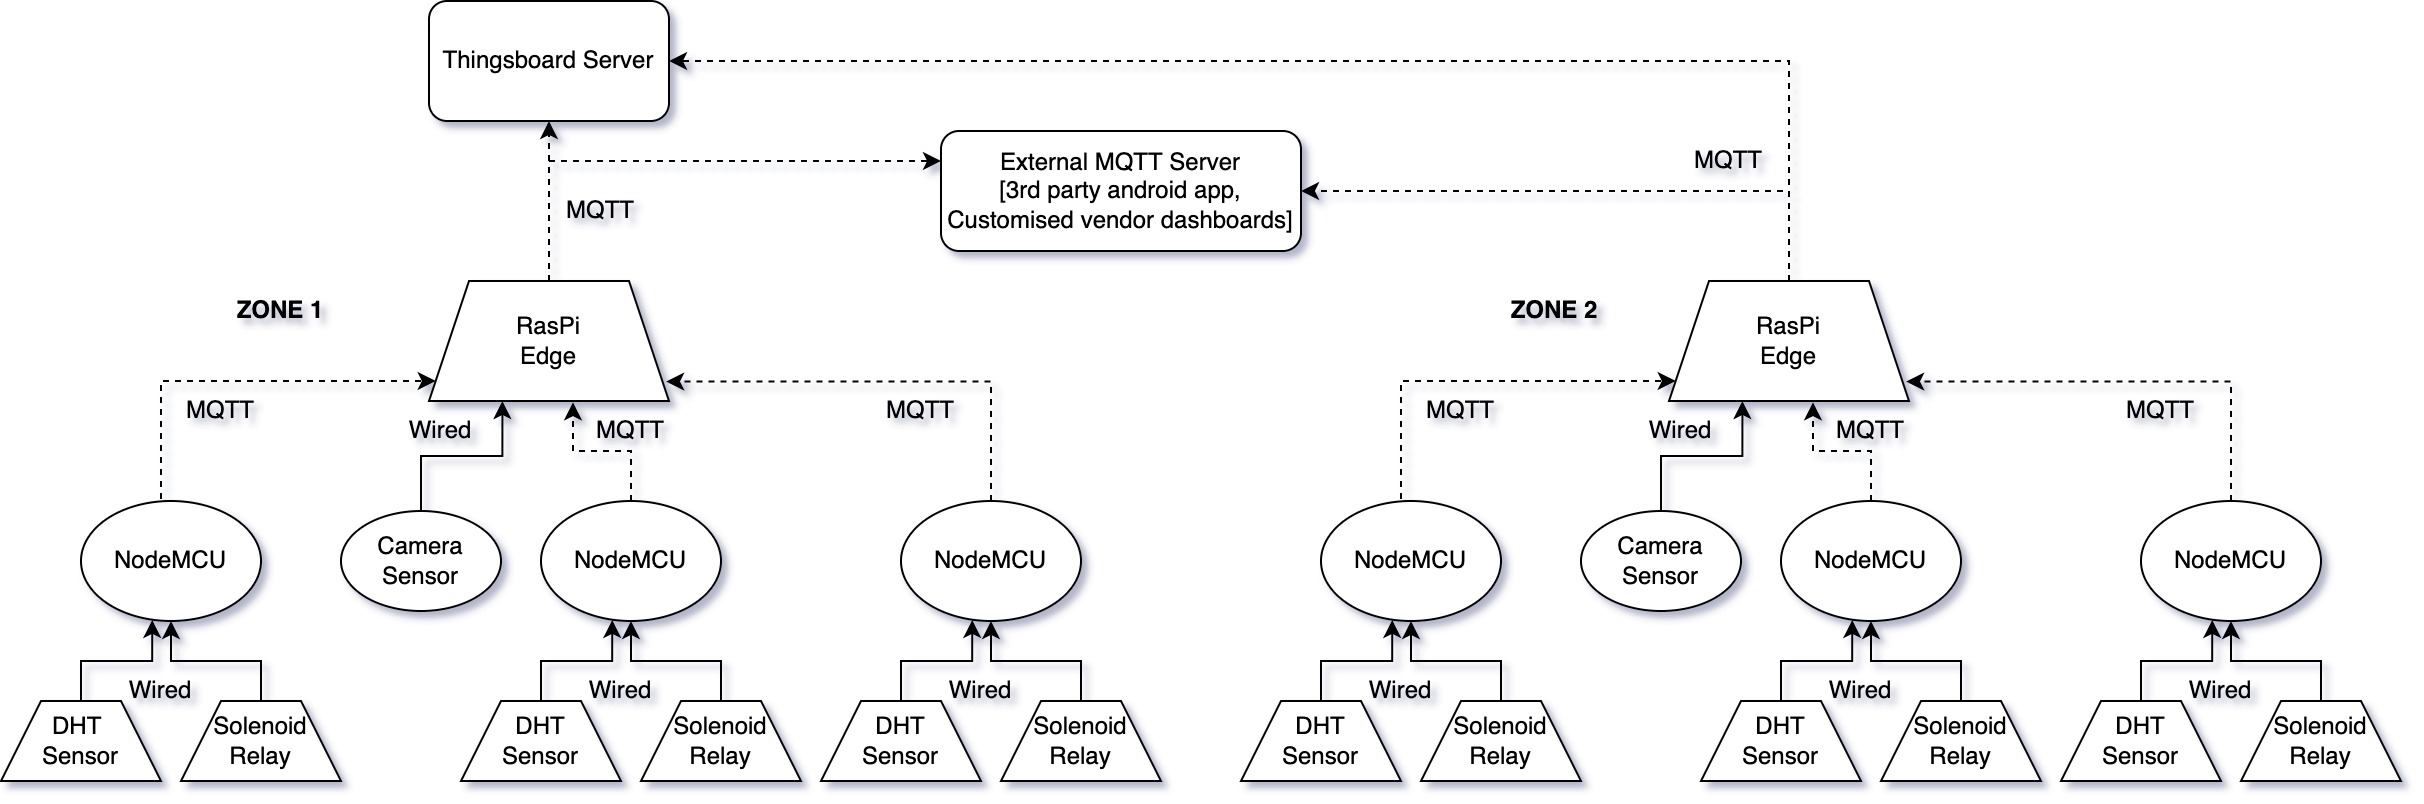 Thingsboard Server
External MQTT Server
[3rd party android app,
Customised vendor dashboards]
MQTT
MQTT
ZONE 1
RasPi
Edge
MQTT
Wired
MQTT
MQTT
NodeMCU
Camera
Sensor
NodeMCU
NodeMCU
Wired
Wired
Wired
DHT
Sensor
Solenoid
Relay
DHT
Sensor
Solenoid
Relay
DHT
Sensor
Solenoid
Relay
ZONE 2
RasPi
Edge
MQTT
Wired
MQTT
MQTT
NodeMCU
Camera
Sensor
NodeMCU
NodeMCU
Wired
Wired
Wired
DHT
Sensor
Solenoid
Relay
DHT
Sensor
Solenoid
Relay
DHT
Sensor
Solenoid
Relay